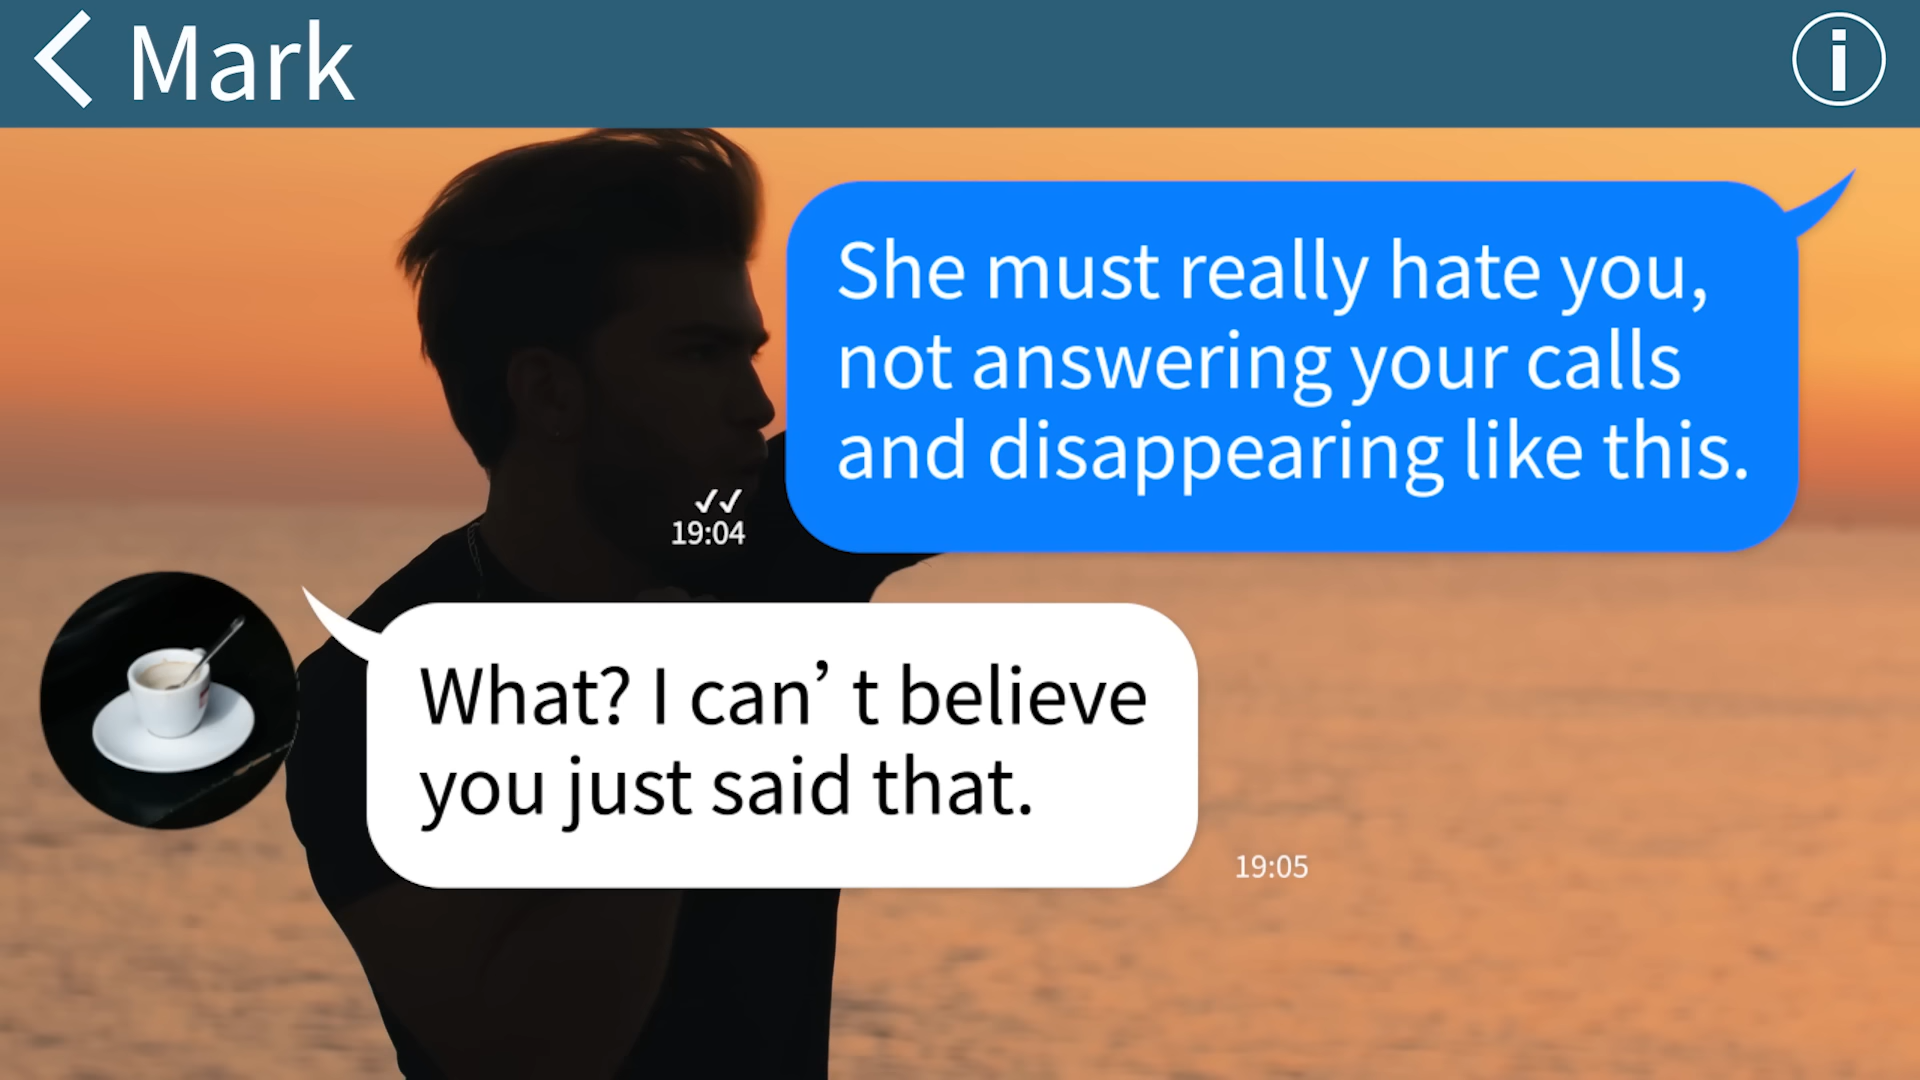 Mark
She must really hate you,
not answering your calls
and disappearing like this.
19:04
What? I can’t believe
you just said that.
19:05